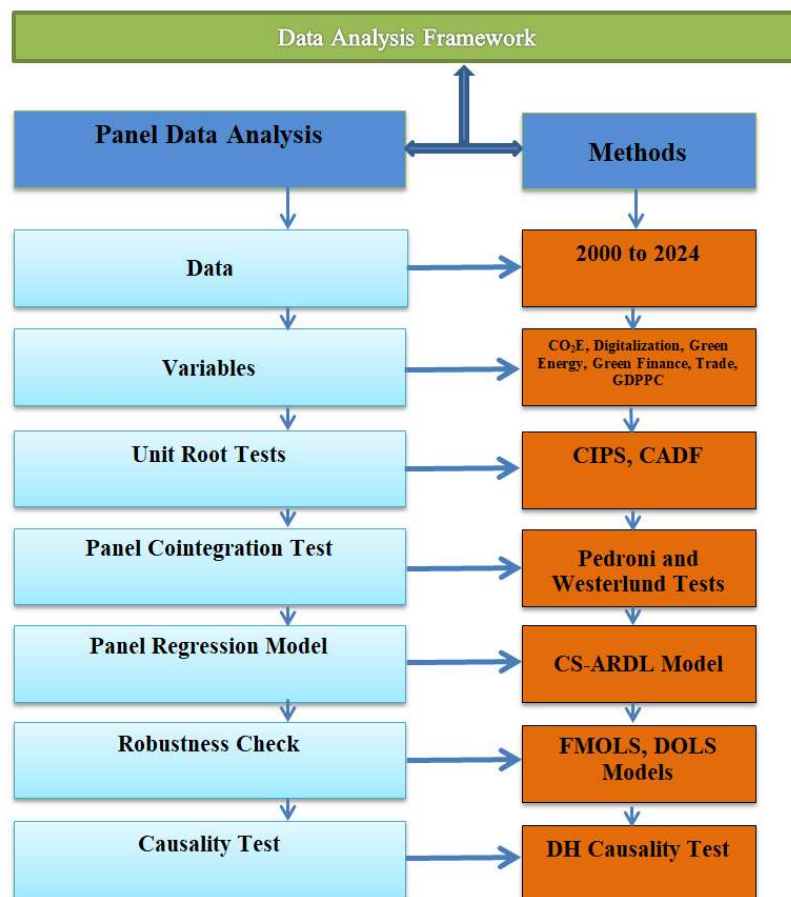 Data Analysis Framework
Panel Data Analysis
Methods
Data
2000 to 2024
Variables
CO₂E, Digitalization, Green
Energy, Green Finance, Trade,
GDPPC
Unit Root Tests
CIPS, CADF
Panel Cointegration Test
Pedroni and
Westerlund Tests
Panel Regression Model
CS-ARDL Model
Robustness Check
FMOLS, DOLS
Models
Causality Test
DH Causality Test